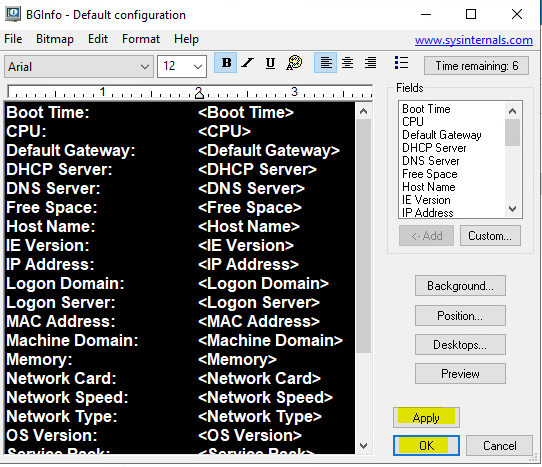 BGInfo - Default configuration
File Bitmap Edit Format Help www.sysinternals.com
Arial 12 B I U Time remaining: 6
1 2 3
Boot Time: <Boot Time>
CPU: <CPU>
Default Gateway: <Default Gateway>
DHCP Server: <DHCP Server>
DNS Server: <DNS Server>
Free Space: <Free Space>
Host Name: <Host Name>
IE Version: <IE Version>
IP Address: <IP Address>
Logon Domain: <Logon Domain>
Logon Server: <Logon Server>
MAC Address: <MAC Address>
Machine Domain: <Machine Domain>
Memory: <Memory>
Network Card: <Network Card>
Network Speed: <Network Speed>
Network Type: <Network Type>
OS Version: <OS Version>
Service Pack: <Service Pack>
Fields
Boot Time
CPU
Default Gateway
DHCP Server
DNS Server
Free Space
Host Name
IE Version
IP Address
<- Add Custom...
Background...
Position...
Desktops...
Preview
Apply
OK Cancel